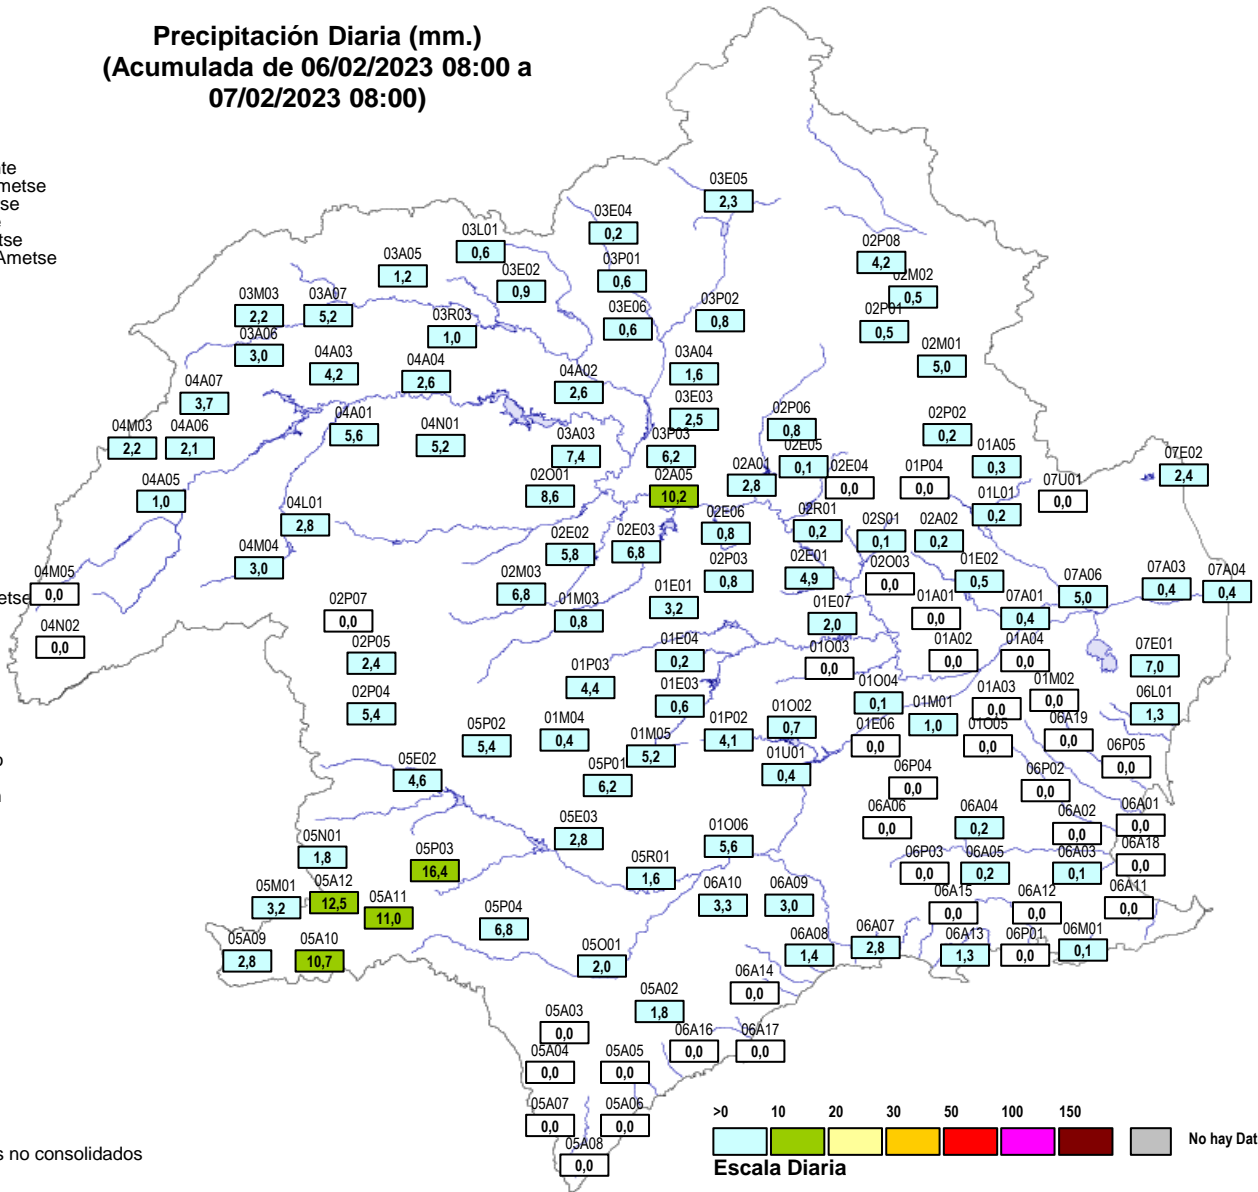 Precipitación Diaria (mm.)
(Acumulada de 06/02/2023 08:00 a
07/02/2023 08:00)
03E05
2,3
03E04
0,2
03L01
0,6
02P08
4,2
03A05
1,2
03P01
0,6
03E02
0,9
02M02
0,5
03M03
2,2
03A07
5,2
03P02
0,8
03E06
0,6
02P01
0,5
03R03
1,0
03A06
3,0
02M01
5,0
04A03
4,2
04A04
2,6
03A04
1,6
04A02
2,6
04A07
3,7
03E03
2,5
04A01
5,6
02P06
0,8
02P02
0,2
04M03
2,2
04A06
2,1
04N01
5,2
03A03
7,4
03P03
6,2
02E05
0,1
01A05
0,3
07E02
2,4
04A05
1,0
02O01
8,6
02A05
10,2
02A01
2,8
02E04
0,0
01P04
0,0
07U01
0,0
01L01
0,2
04L01
2,8
02E06
0,8
02R01
0,2
02S01
0,1
02A02
0,2
02E02
5,8
02E03
6,8
04M04
3,0
02P03
0,8
02E01
4,9
02O03
0,0
01E02
0,5
07A03
0,4
07A04
0,4
04M05
0,0
etse
02M03
6,8
01E01
3,2
07A06
5,0
02P07
0,0
01M03
0,8
01E07
2,0
01A01
0,0
07A01
0,4
04N02
0,0
02P05
2,4
01E04
0,2
01O03
0,0
01A02
0,0
01A04
0,0
07E01
7,0
01P03
4,4
01E03
0,6
01O04
0,1
01A03
0,0
01M02
0,0
06L01
1,3
02P04
5,4
01M01
1,0
05P02
5,4
01M04
0,4
01M05
5,2
01P02
4,1
01O02
0,7
01E06
0,0
01O05
0,0
06A19
0,0
06P05
0,0
05E02
4,6
05P01
6,2
01U01
0,4
06P04
0,0
06P02
0,0
05E03
2,8
06A06
0,0
06A04
0,2
06A02
0,0
06A01
0,0
05N01
1,8
05P03
16,4
01O06
5,6
05R01
1,6
06P03
0,0
06A05
0,2
06A03
0,1
06A18
0,0
05M01
3,2
05A12
12,5
05A11
11,0
06A10
3,3
06A09
3,0
06A15
0,0
06A12
0,0
06A11
0,0
05P04
6,8
05A09
2,8
05A10
10,7
05O01
2,0
06A08
1,4
06A07
2,8
06A13
1,3
06P01
0,0
06M01
0,1
06A14
0,0
05A02
1,8
05A03
0,0
06A16
0,0
06A17
0,0
05A04
0,0
05A05
0,0
05A07
0,0
05A06
0,0
05A08
0,0
s no consolidados
>0 10 20 30 50 100 150
No hay Dat
Escala Diaria